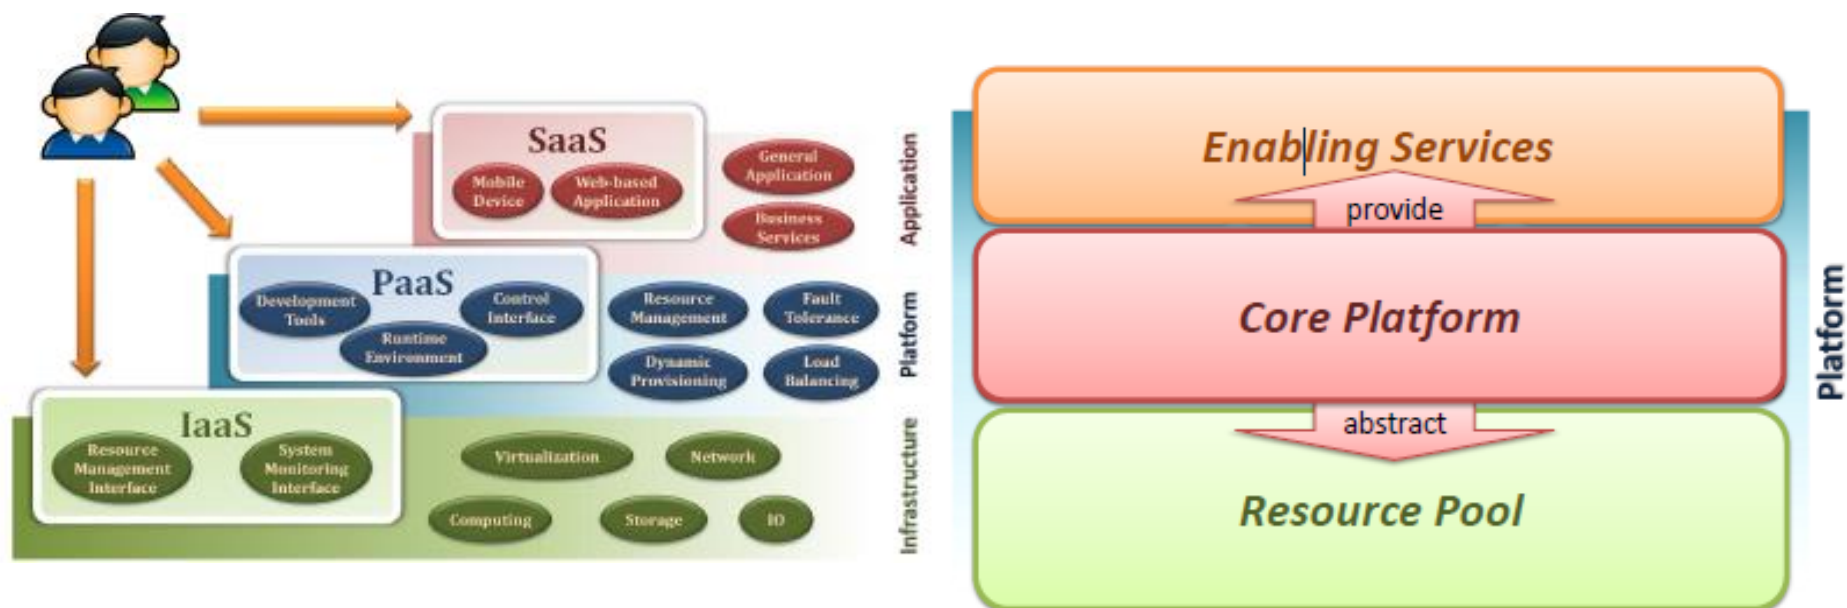 SaaS
Mobile
Device
Web-based
Application
General
Application
Business
Services
Application
PaaS
Development
Tools
Control
Interface
Runtime
Environment
Resource
Management
Fault
Tolerance
Dynamic
Provisioning
Load
Balancing
Platform
IaaS
Resource
Management
Interface
System
Monitoring
Interface
Virtualization
Network
Computing
Storage
IO
Infrastructure
Enabling Services
provide
Core Platform
abstract
Resource Pool
Platform